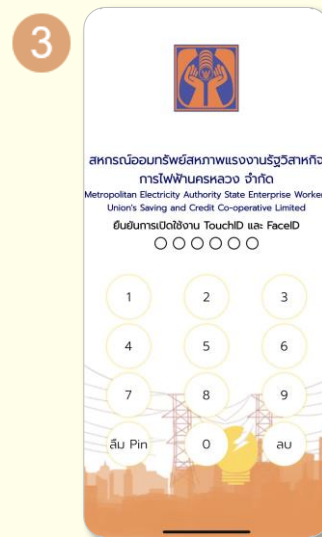 3
สหกรณ์ออมทรัพย์สหภาพแรงงานรัฐวิสาหกิจ
การไฟฟ้านครหลวง จำกัด
Metropolitan Electricity Authority State Enterprise Worker
Union's Saving and Credit Co-operative Limited
ยืนยันการเปิดใช้งาน TouchID และ FaceID
1 2 3
4 5 6
7 8 9
ลืม Pin 0 ลบ